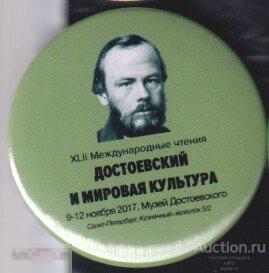 XLII Международные чтения
ДОСТОЕВСКИЙ
И МИРОВАЯ КУЛЬТУРА
9-12 ноября 2017, Музей Достоевского
Санкт-Петербург, Кузнечный переулок 5/2
Auction.ru